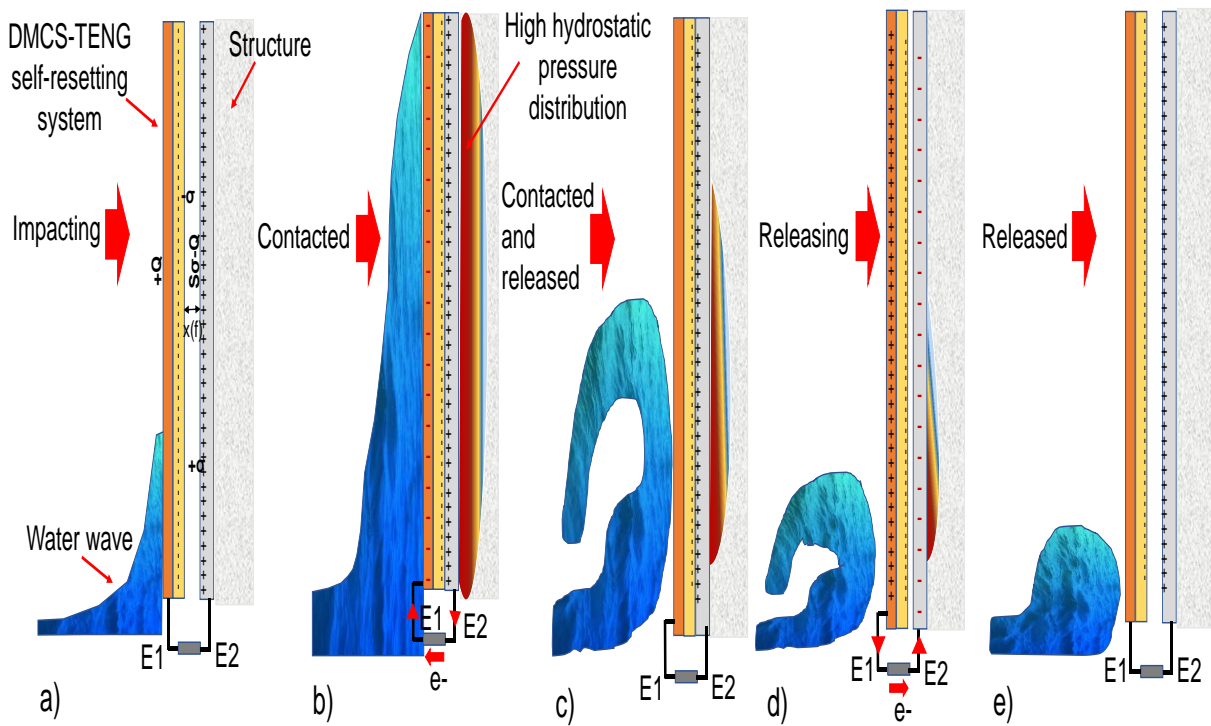 DMCS-TENG
self-resetting
system
Structure
High hydrostatic
pressure
distribution
Impacting
Contacted
Contacted
and
released
Releasing
Released
-σ
+σ
Sσ-σ
x(f)
+σ
Water wave
E1
E2
E1
E2
e-
E1
E2
E1
E2
e-
E1
E2
a)
b)
c)
d)
e)